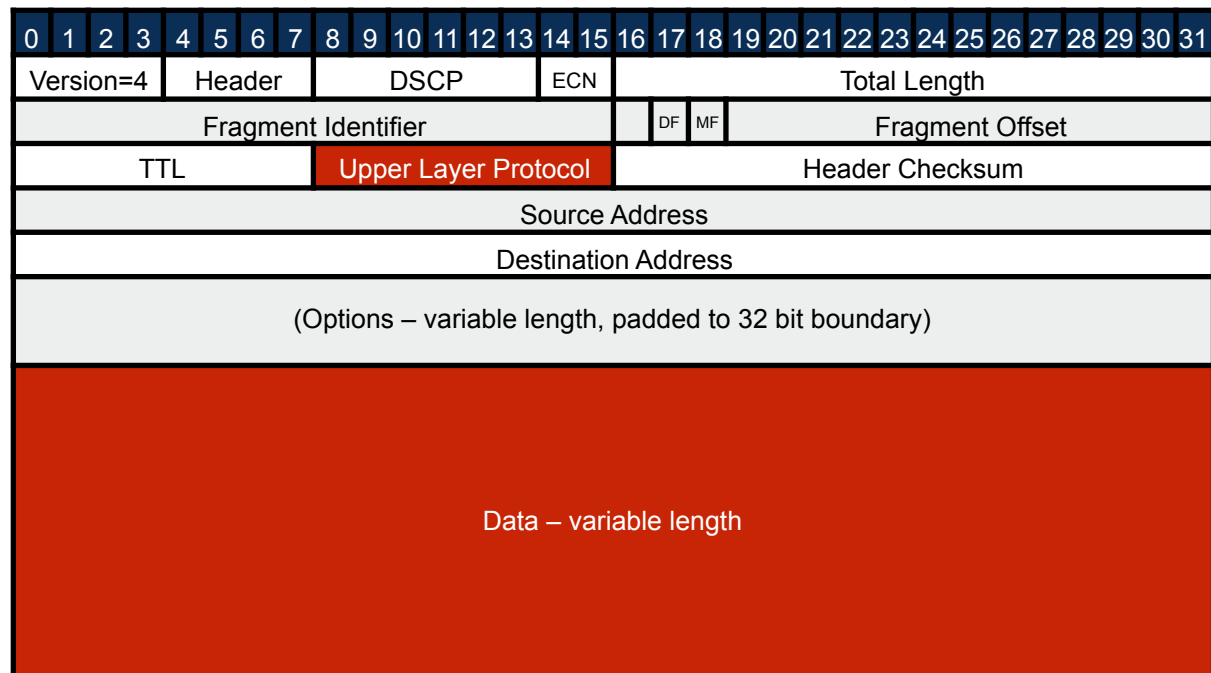 0 1 2 3 4 5 6 7 8 9 10 11 12 13 14 15 16 17 18 19 20 21 22 23 24 25 26 27 28 29 30 31
Version=4 Header DSCP ECN Total Length
Fragment Identifier DF MF Fragment Offset
TTL Upper Layer Protocol Header Checksum
Source Address
Destination Address
(Options – variable length, padded to 32 bit boundary)
Data – variable length